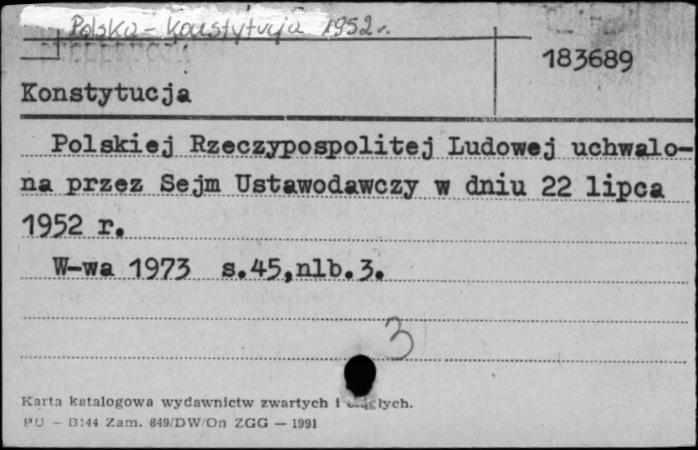 Polska - Konstytucja 1952 r.
183689
Konstytucja
Polskiej Rzeczypospolitej Ludowej uchwalo-
na przez Sejm Ustawodawczy w dniu 22 lipca
1952 r.
W-wa 1973 s.45,nlb.3.
3
Karta katalogowa wydawnictw zwartych i ciągłych.
PU - B144 Zam. 849/DW/On ZGG — 1991